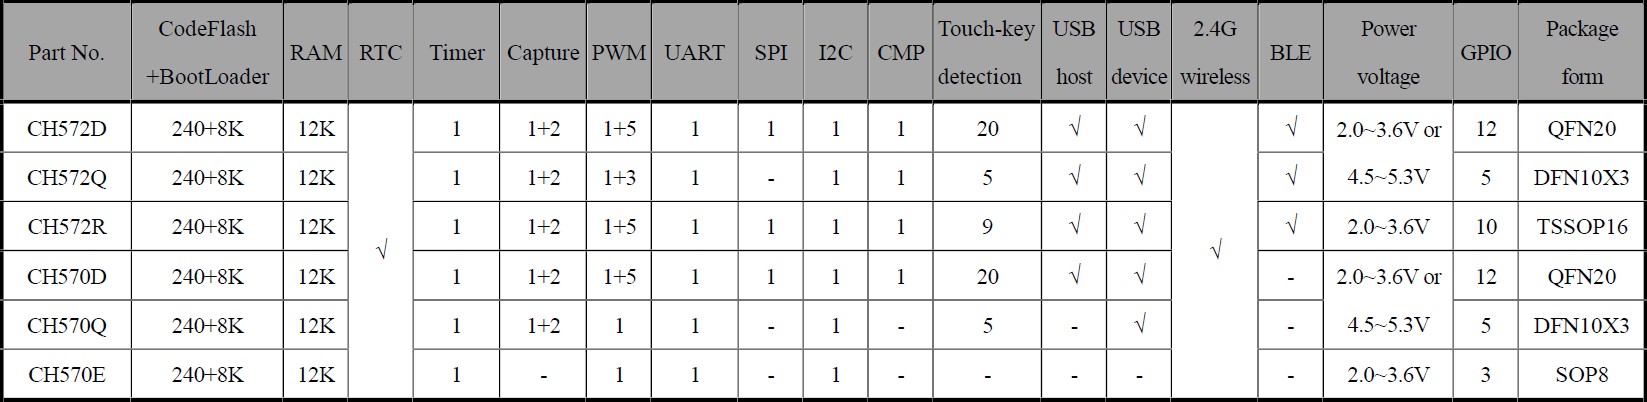 Part No. CodeFlash +BootLoader RAM RTC Timer Capture PWM UART SPI I2C CMP Touch-key detection USB host USB device 2.4G wireless BLE Power voltage GPIO Package form
CH572D 240+8K 12K √ 1 1+2 1+5 1 1 1 1 20 √ √ √ √ 2.0~3.6V or 4.5~5.3V 12 QFN20
CH572Q 240+8K 12K 1 1+2 1+3 1 - 1 1 5 √ √ √ 5 DFN10X3
CH572R 240+8K 12K 1 1+2 1+5 1 1 1 1 9 √ √ √ 2.0~3.6V 10 TSSOP16
CH570D 240+8K 12K 1 1+2 1+5 1 1 1 1 20 √ √ - 2.0~3.6V or 4.5~5.3V 12 QFN20
CH570Q 240+8K 12K 1 1+2 1 1 - 1 - 5 - √ - 5 DFN10X3
CH570E 240+8K 12K 1 - 1 1 - 1 - - - - - 2.0~3.6V 3 SOP8